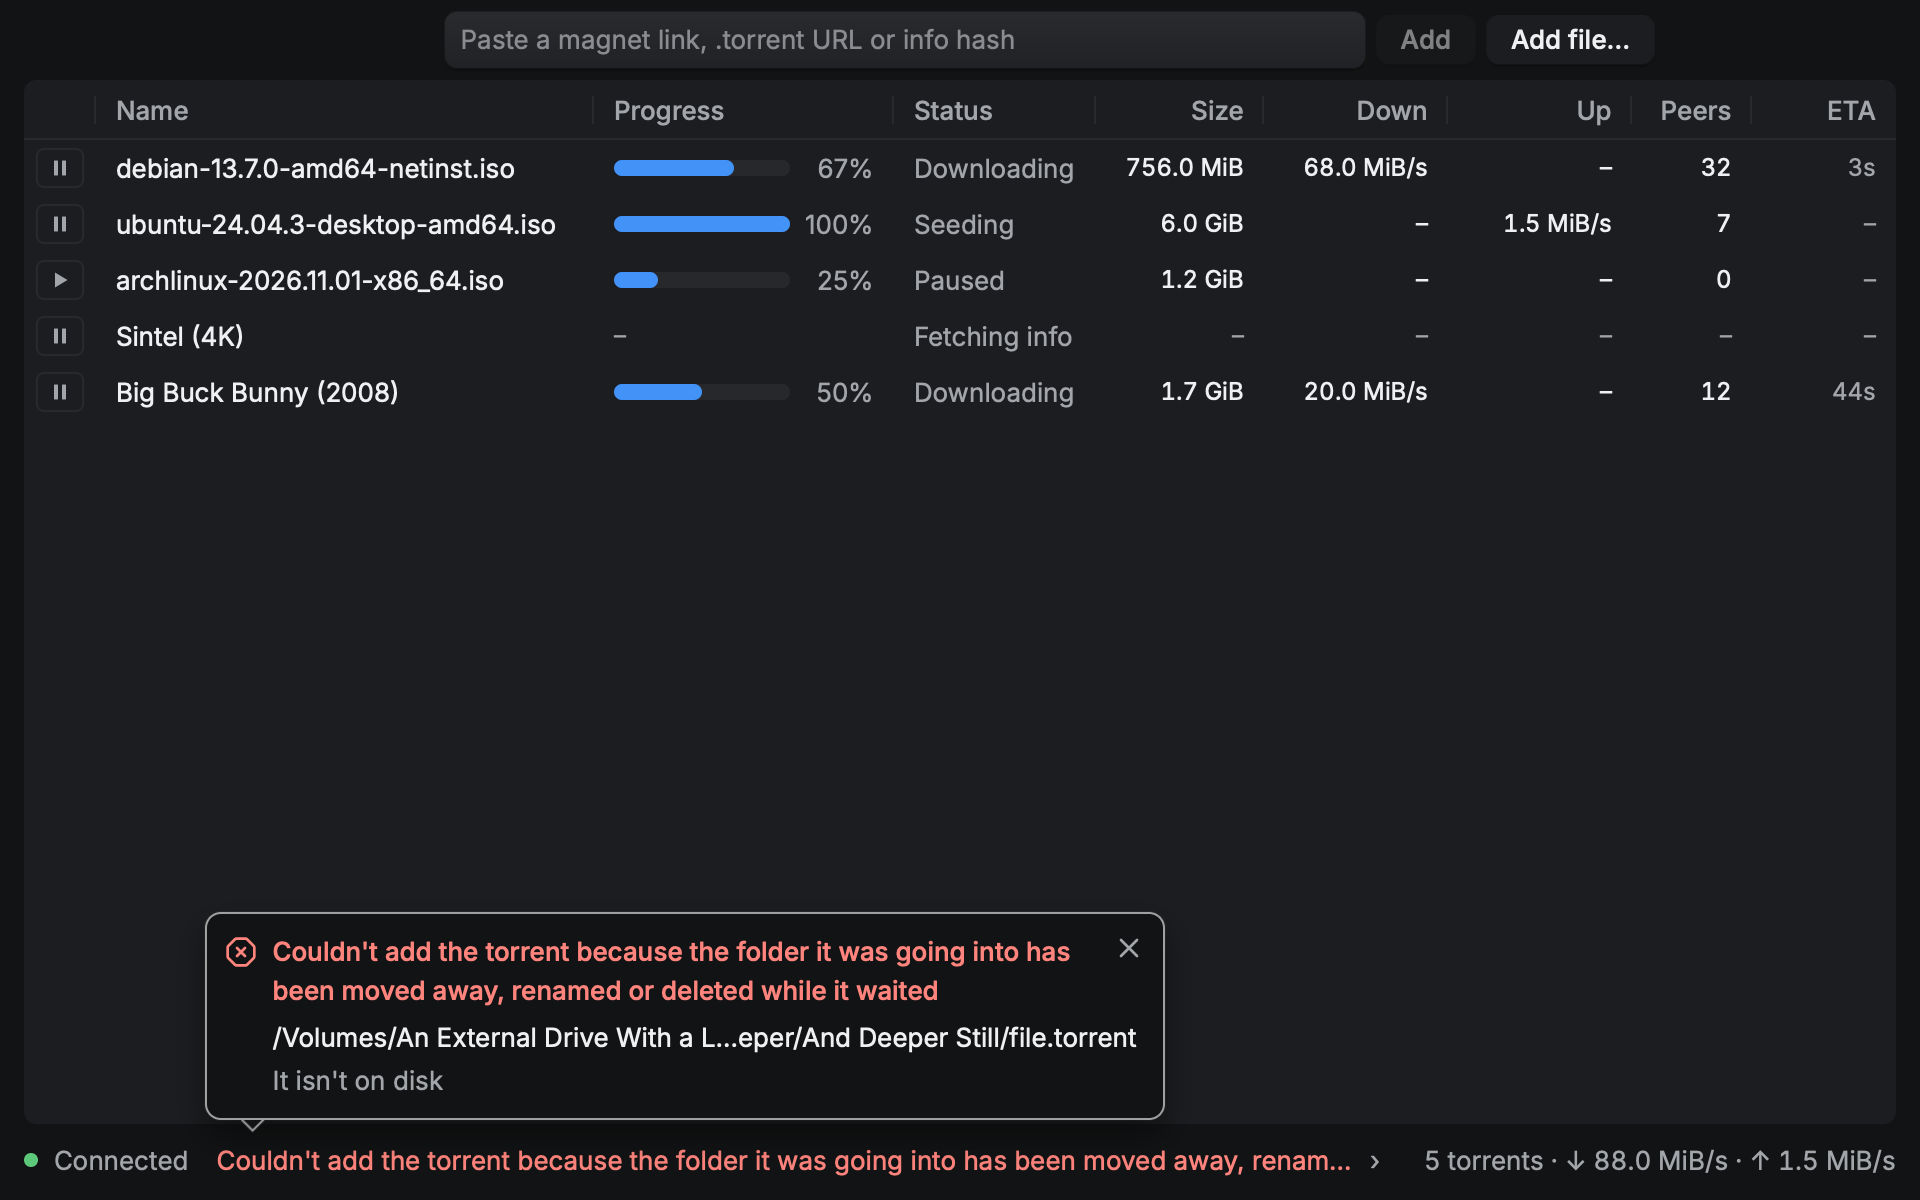 Paste a magnet link, .torrent URL or info hash
Add
Add file...
Name Progress Status Size Down Up Peers ETA
debian-13.7.0-amd64-netinst.iso 67% Downloading 756.0 MiB 68.0 MiB/s – 32 3s
ubuntu-24.04.3-desktop-amd64.iso 100% Seeding 6.0 GiB – 1.5 MiB/s 7 –
archlinux-2026.11.01-x86_64.iso 25% Paused 1.2 GiB – – 0 –
Sintel (4K) – Fetching info – – – – –
Big Buck Bunny (2008) 50% Downloading 1.7 GiB 20.0 MiB/s – 12 44s
Couldn't add the torrent because the folder it was going into has
been moved away, renamed or deleted while it waited
/Volumes/An External Drive With a L...eper/And Deeper Still/file.torrent
It isn't on disk
Connected Couldn't add the torrent because the folder it was going into has been moved away, renam... › 5 torrents · ↓ 88.0 MiB/s · ↑ 1.5 MiB/s